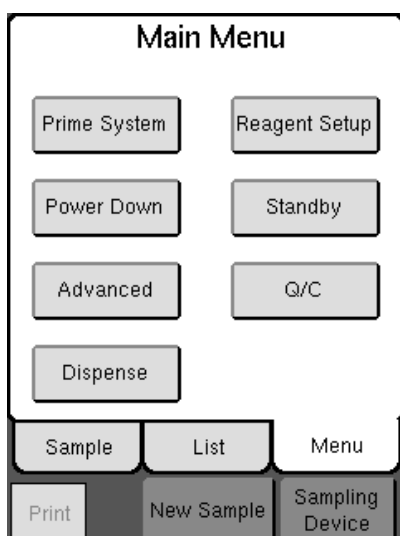 Main Menu
Prime System Reagent Setup
Power Down Standby
Advanced Q/C
Dispense
Sample List Menu
Print New Sample Sampling
Device